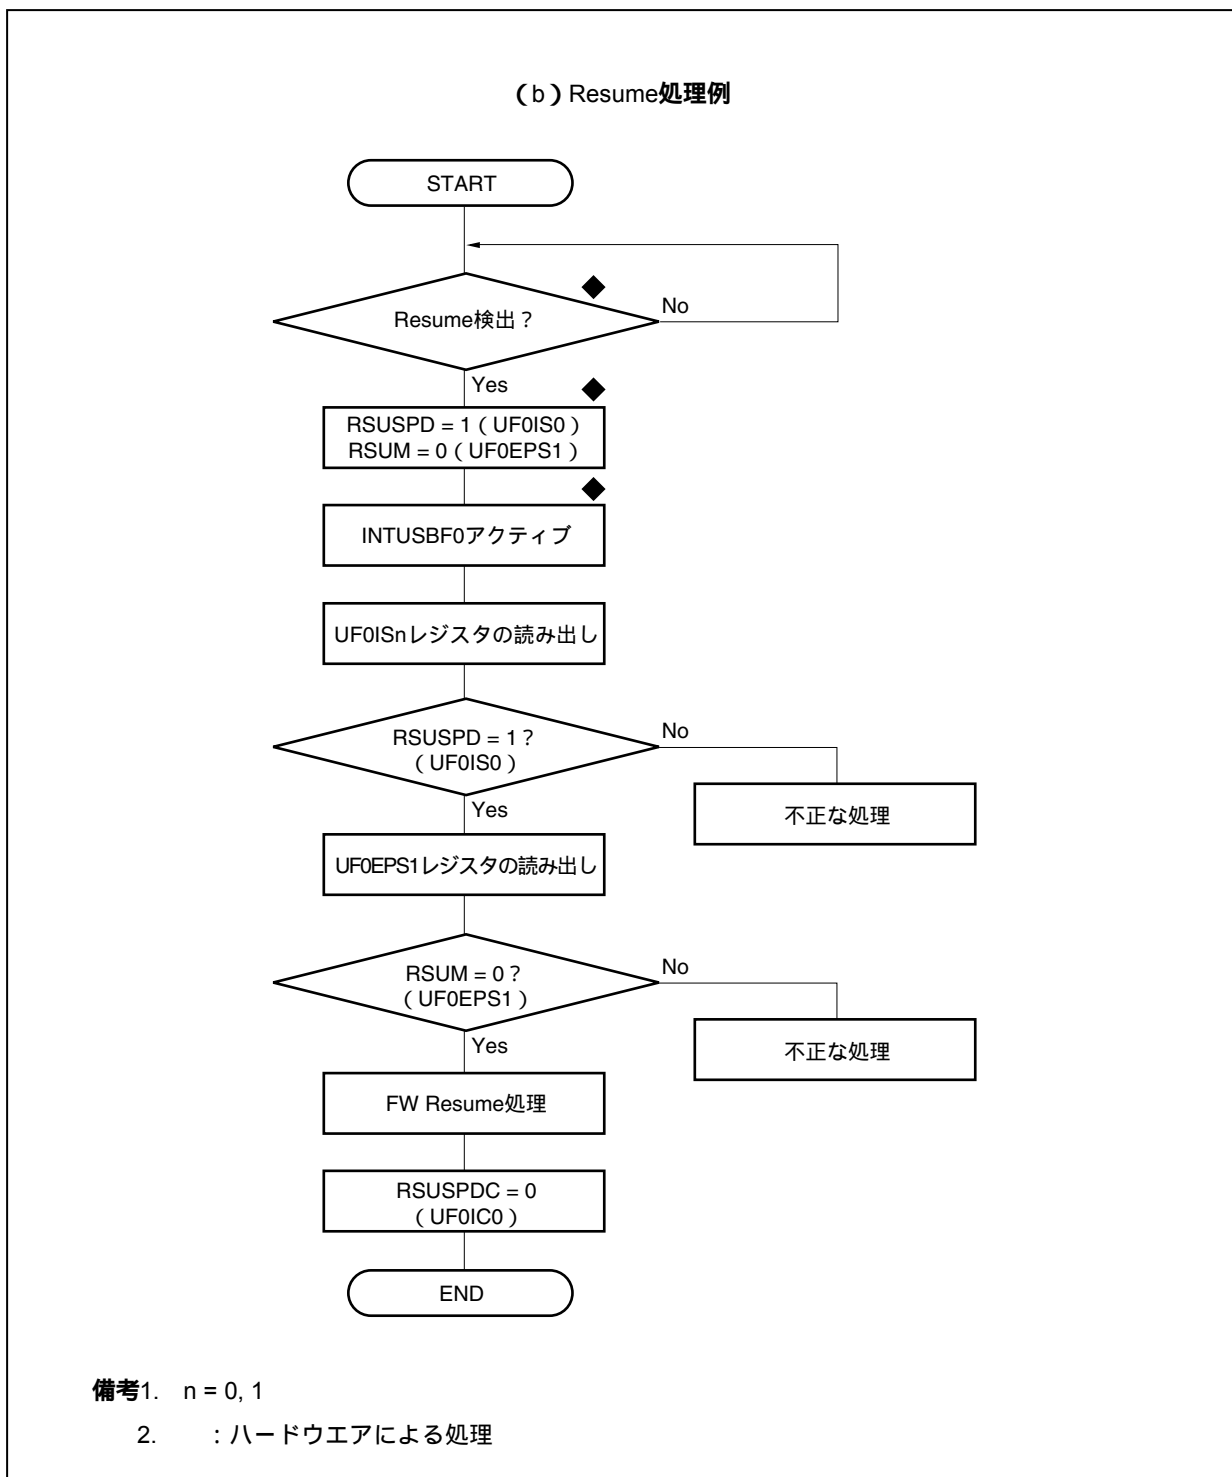 （b）Resume処理例
START
Resume検出？
No
Yes
RSUSPD = 1（UF0IS0）
RSUM = 0（UF0EPS1）
INTUSBF0アクティブ
UF0ISnレジスタの読み出し
RSUSPD = 1？
（UF0IS0）
No
不正な処理
Yes
UF0EPS1レジスタの読み出し
RSUM = 0？
（UF0EPS1）
No
不正な処理
Yes
FW Resume処理
RSUSPDC = 0
（UF0IC0）
END
備考1. n = 0, 1
2. ：ハードウエアによる処理